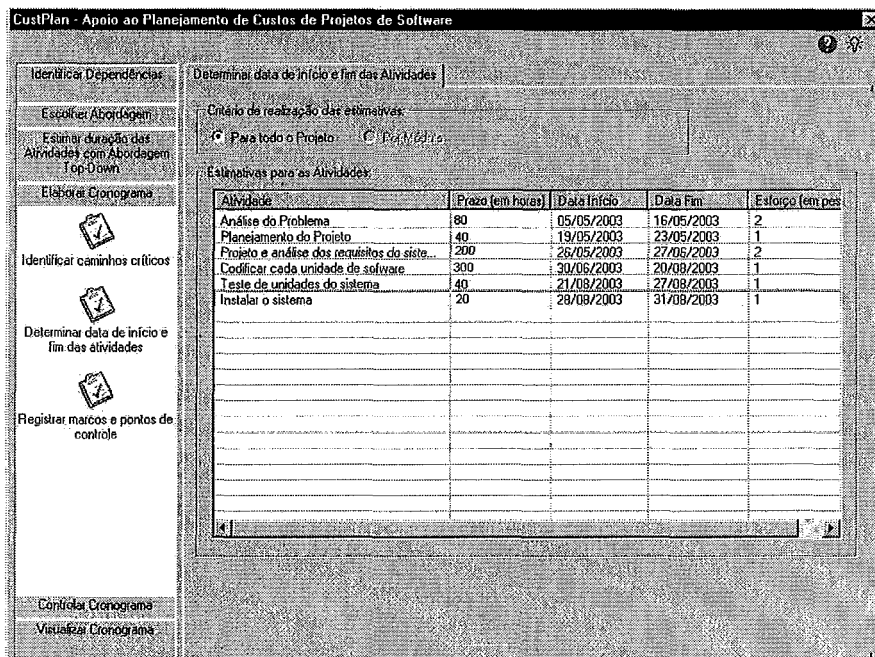 CustPlan - Apoio ao Planejamento de Custos de Projetos de Software
Identificar Dependências
Escolher Abordagem
Estimar duração das
Atividades com Abordagem
Top-Down
Elaborar Cronograma
Identificar caminhos críticos
Determinar data de início e
fim das atividades
Registrar marcos e pontos de
controle
Controlar Cronograma
Visualizar Cronograma
Determinar data de início e fim das Atividades
Critério de realização das estimativas:
Para todo o Projeto Por Módulo
Estimativas para as Atividades:
Atividade Prazo (em horas) Data Início Data Fim Esforço (em pes
Análise do Problema 80 05/05/2003 16/05/2003 2
Planejamento do Projeto 40 19/05/2003 23/05/2003 1
Projeto e análise dos requisitos do siste... 200 26/05/2003 27/06/2003 2
Codificar cada unidade de sofware 300 30/06/2003 20/08/2003 1
Teste de unidades do sistema 40 21/08/2003 27/08/2003 1
Instalar o sistema 20 28/08/2003 31/08/2003 1